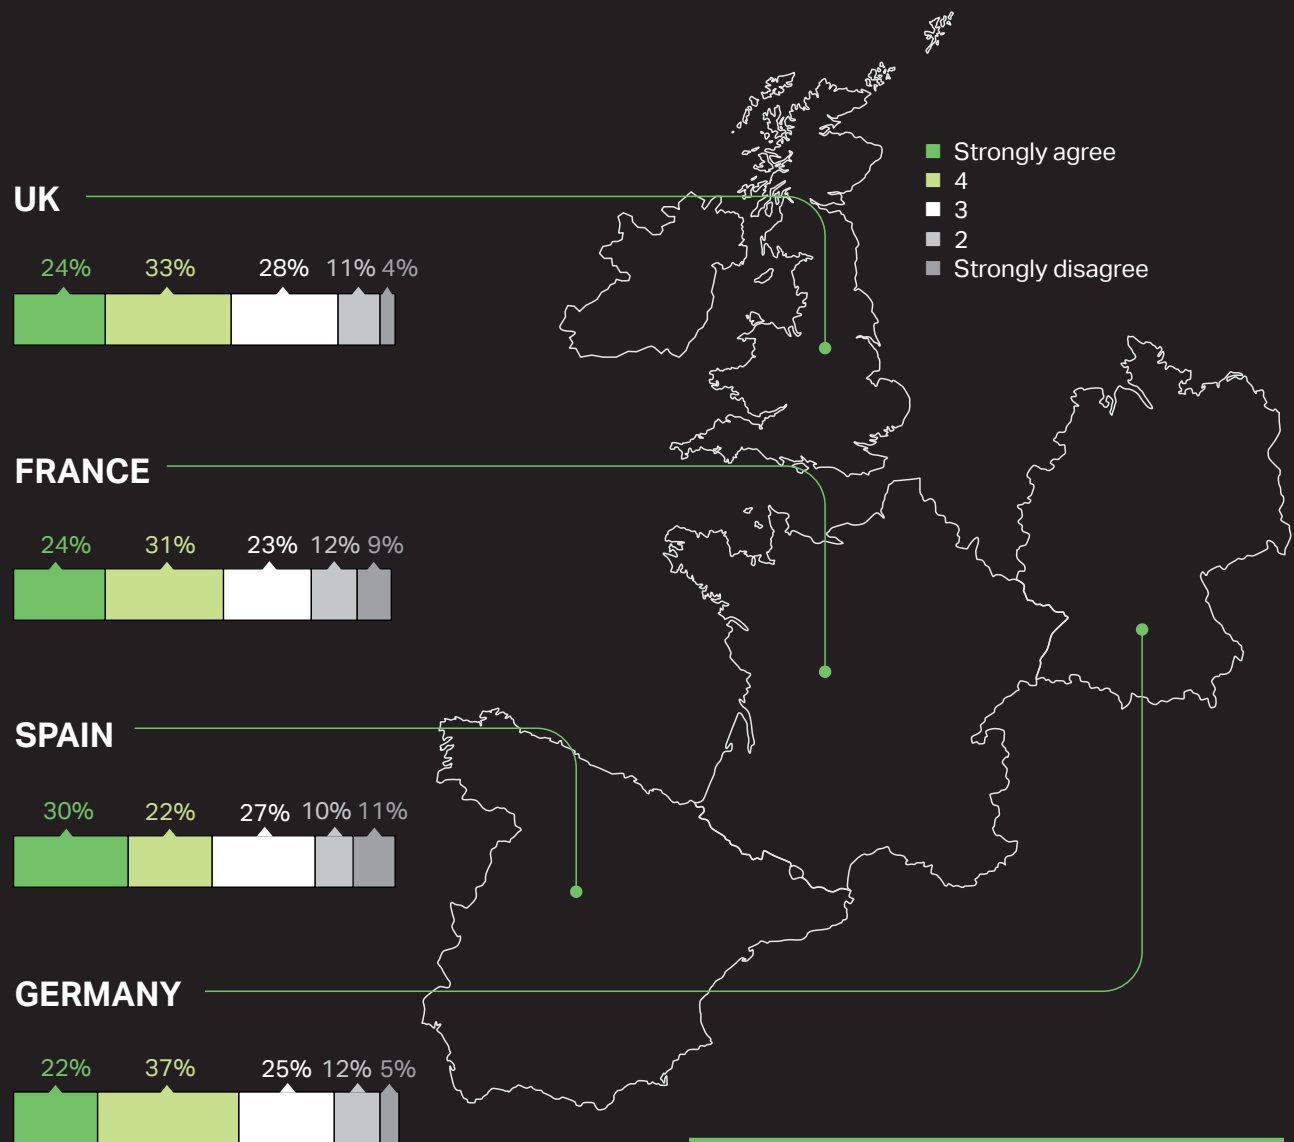 Strongly agree
4
3
2
Strongly disagree
UK
24% 33% 28% 11% 4%
FRANCE
24% 31% 23% 12% 9%
SPAIN
30% 22% 27% 10% 11%
GERMANY
22% 37% 25% 12% 5%